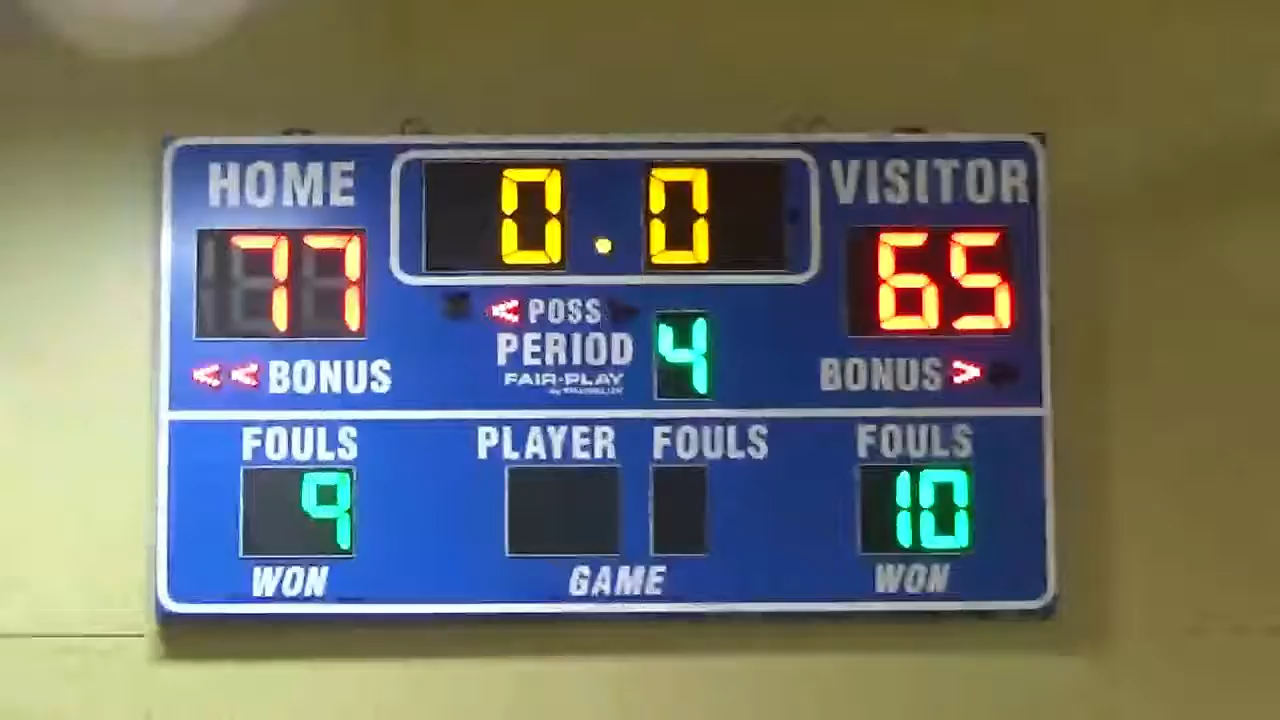 HOME 0.0 VISITOR
77 65
< POSS
PERIOD 4
<< BONUS FAIR-PLAY BONUS >
FOULS PLAYER FOULS FOULS
9 10
WON GAME WON